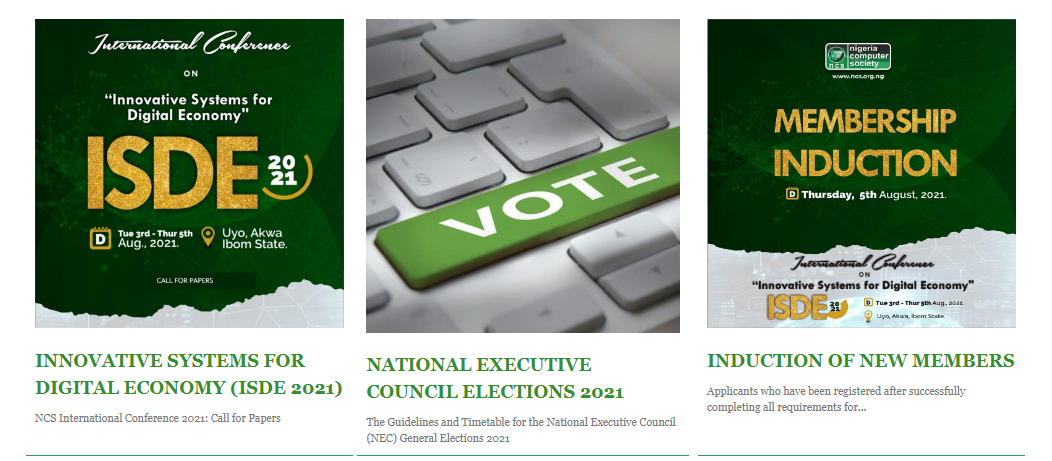 International Conference
ON
“Innovative Systems for
Digital Economy"
ISDE 20
21
D Tue 3rd - Thur 5th
Aug., 2021.
Uyo, Akwa
Ibom State.
CALL FOR PAPERS
INNOVATIVE SYSTEMS FOR
DIGITAL ECONOMY (ISDE 2021)
NCS International Conference 2021: Call for Papers
VOTE
NATIONAL EXECUTIVE
COUNCIL ELECTIONS 2021
The Guidelines and Timetable for the National Executive Council
(NEC) General Elections 2021
ncs
nigeria
computer
society
www.ncs.org.ng
MEMBERSHIP
INDUCTION
D Thursday, 5th August, 2021.
International Conference
ON
“Innovative Systems for Digital Economy"
ISDE 20
21
D Tue 3rd - Thur 5th Aug., 2021.
Uyo, Akwa, Ibom State.
INDUCTION OF NEW MEMBERS
Applicants who have been registered after successfully
completing all requirements for...